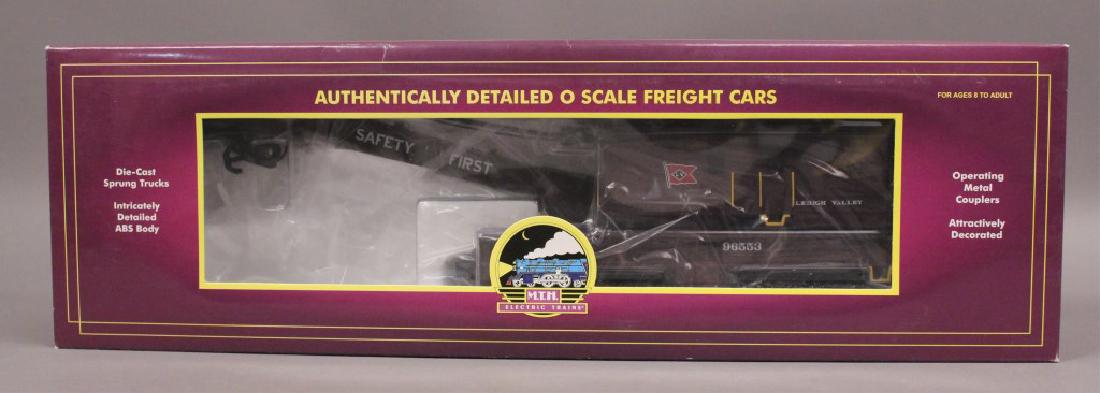 AUTHENTICALLY DETAILED O SCALE FREIGHT CARS
FOR AGES 8 TO ADULT
Die-Cast
Sprung Trucks
Intricately
Detailed
ABS Body
SAFETY FIRST
LEHIGH VALLEY
96553
Operating
Metal
Couplers
Attractively
Decorated
M.T.H.
ELECTRIC TRAINS